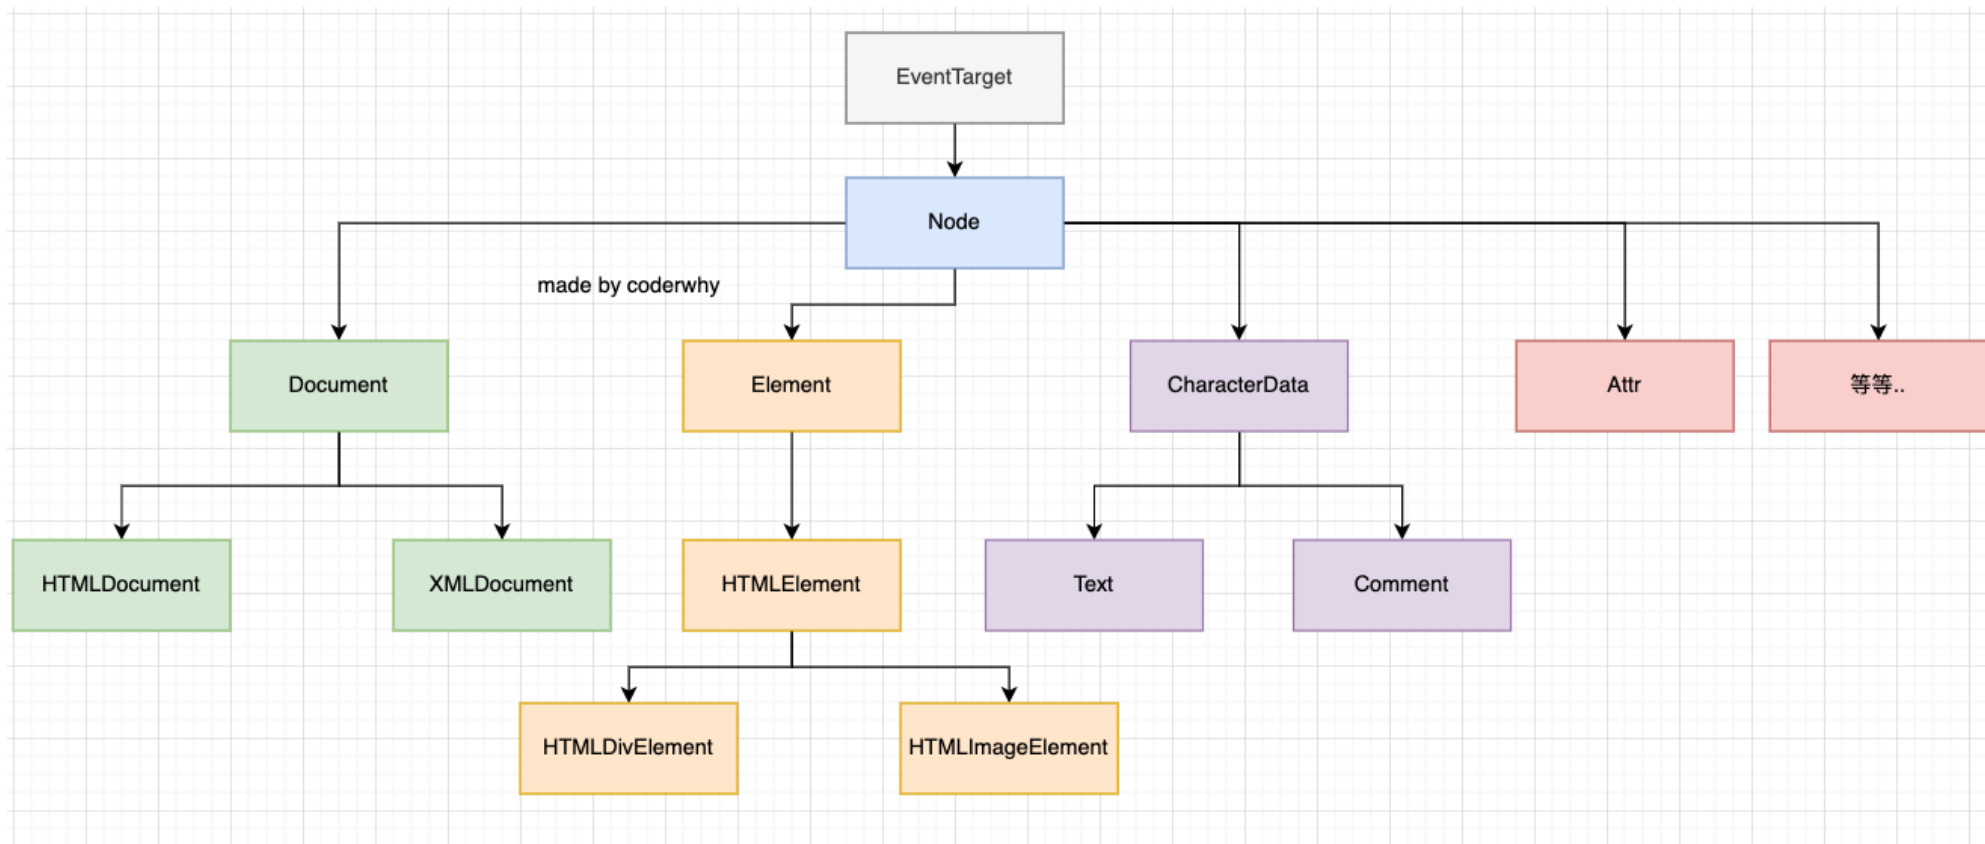 EventTarget
Node
made by coderwhy
Document
Element
CharacterData
Attr
等等..
HTMLDocument
XMLDocument
HTMLElement
Text
Comment
HTMLDivElement
HTMLImageElement